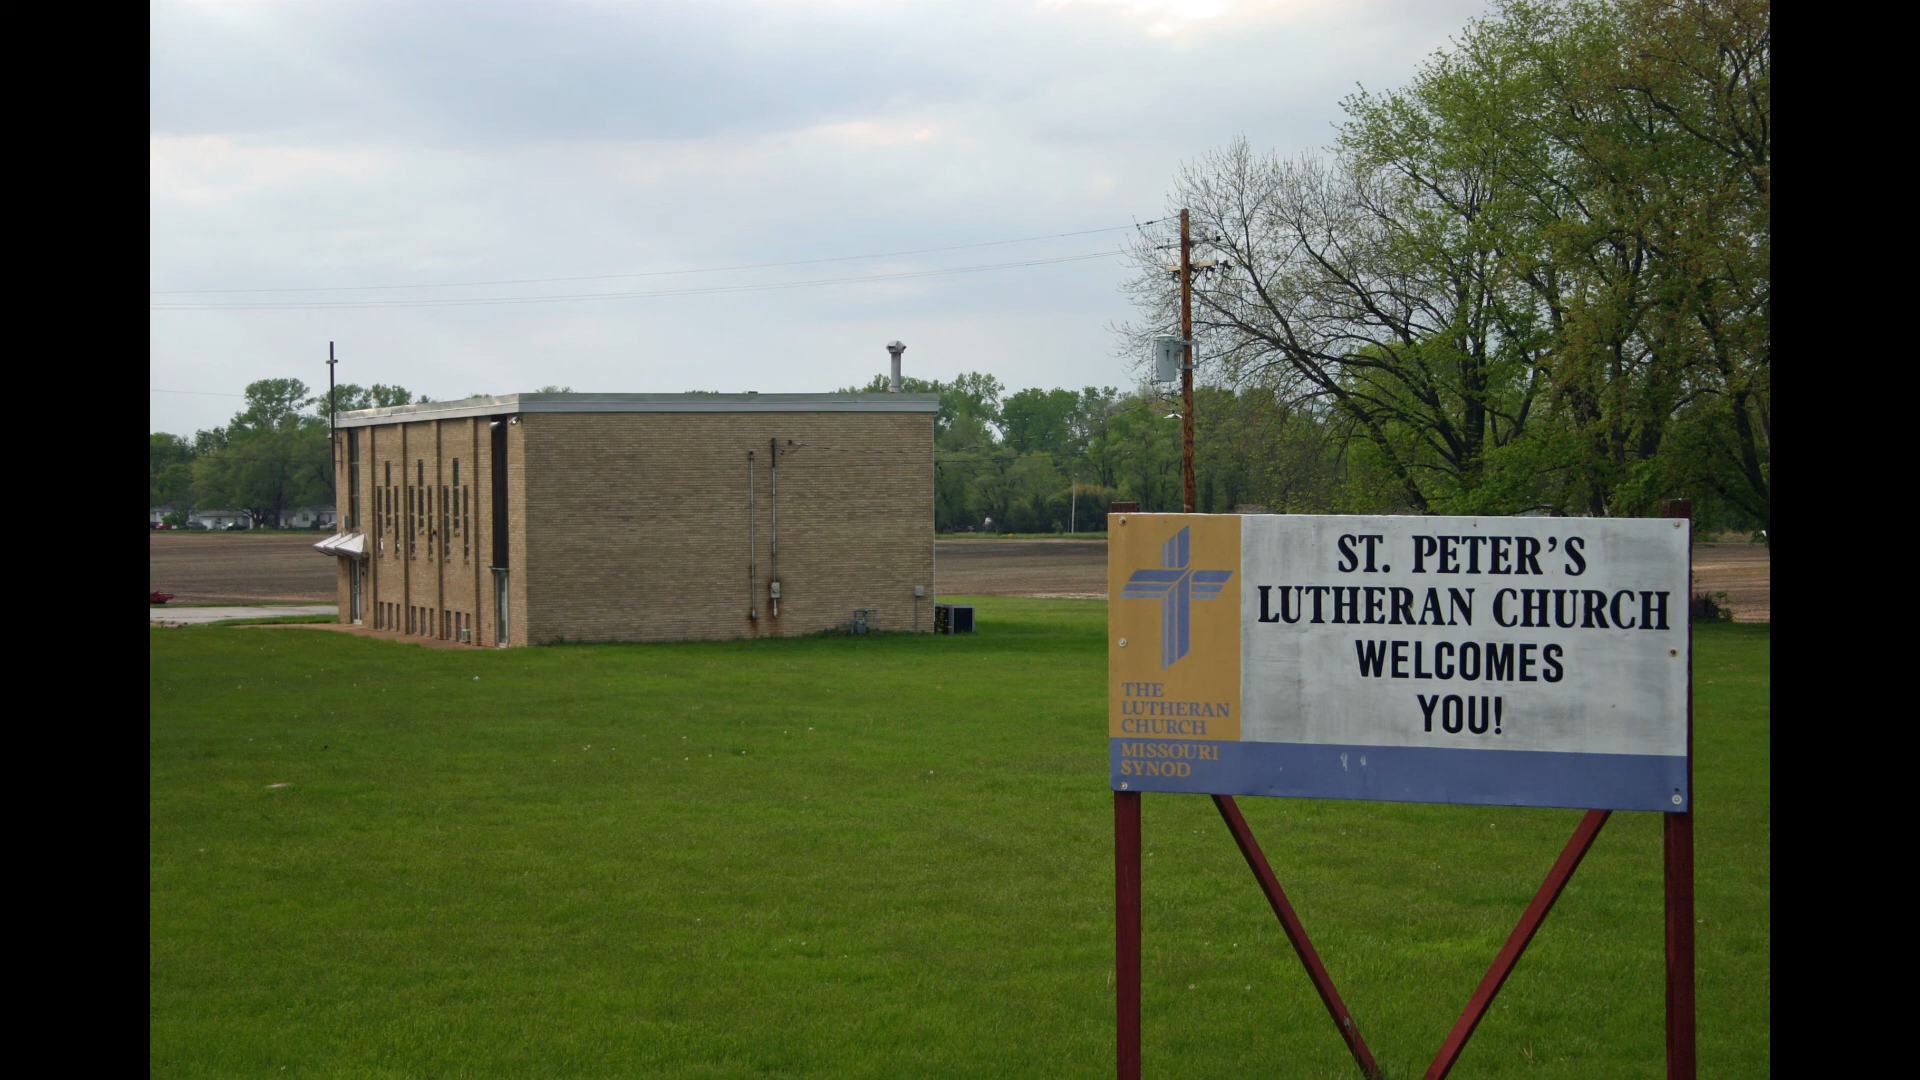 ST. PETER'S
LUTHERAN CHURCH
WELCOMES
YOU!
THE
LUTHERAN
CHURCH
MISSOURI
SYNOD